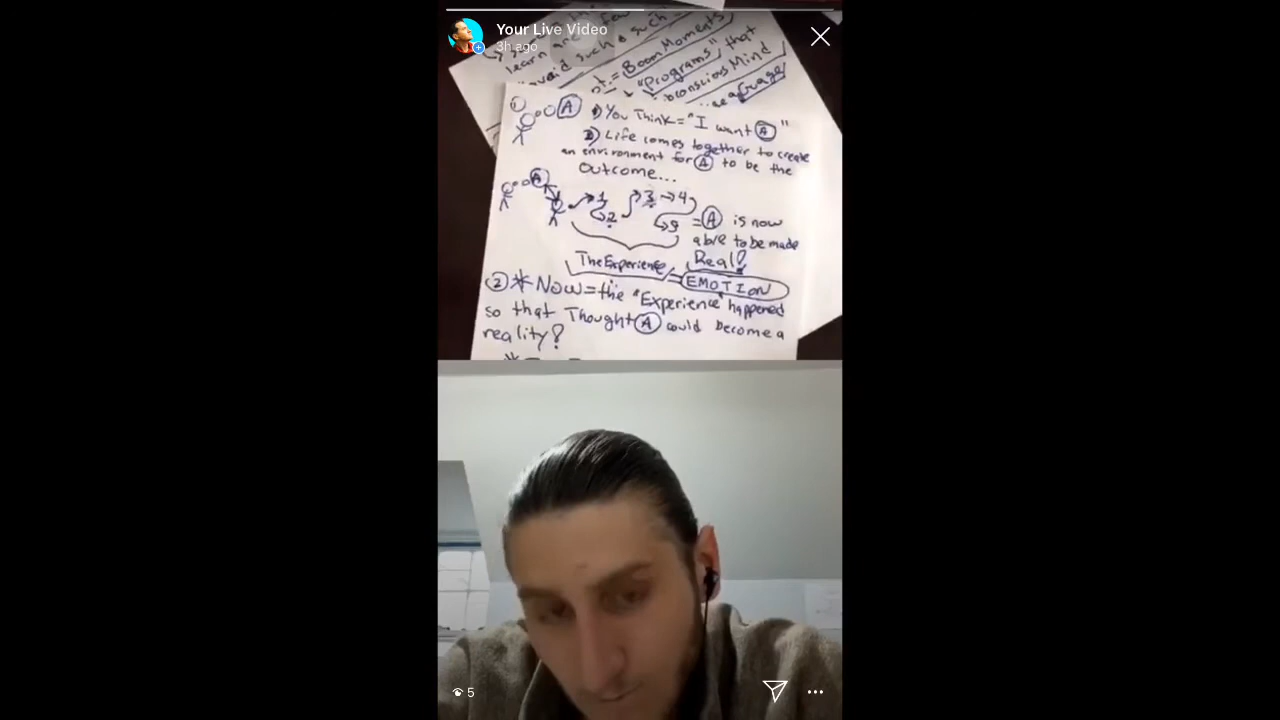 Your Live Video
3h ago
learn are
avoid such & such
= Boom Moments
"Programs", that
Mind
A 1) You Think = "I want A"
2) Life comes together to create
an environment for A to be the
Outcome...
A 1 2 3 → 4
5 = A is now
able to be made
Real!
The Experience = EMOTION
2 * Now = the "Experience" happened
so that Thought A could become a
reality?
5